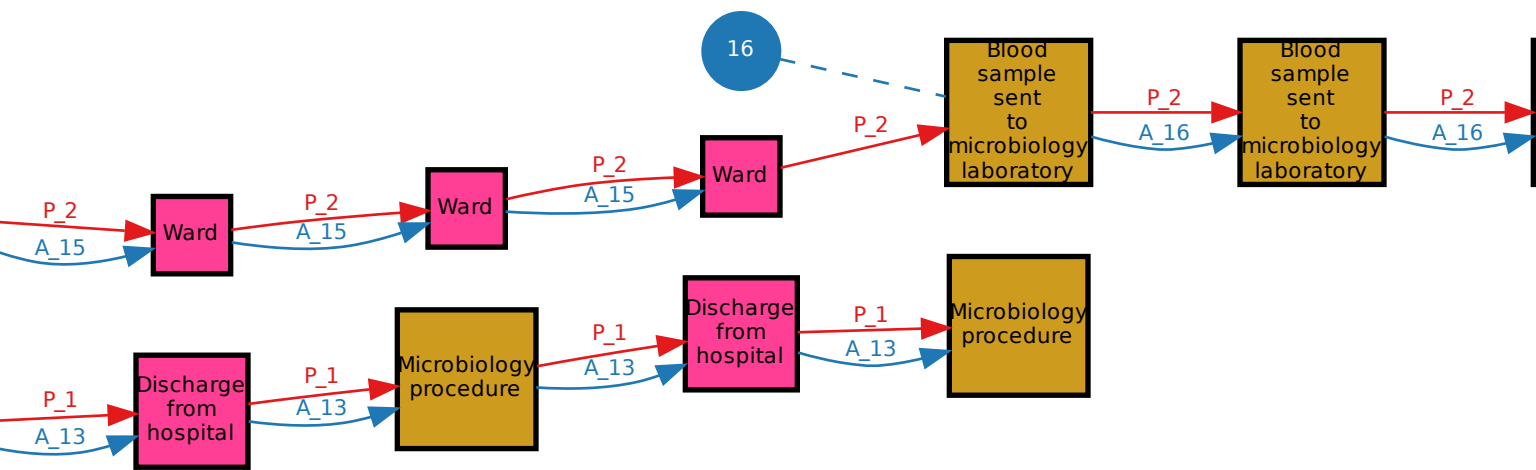 16
Blood
sample
sent
to
microbiology
laboratory
P_2
A_16
Blood
sample
sent
to
microbiology
laboratory
P_2
A_16
P_2
A_15
Ward
P_2
A_15
Ward
P_2
A_15
Ward
P_2
P_1
A_13
Discharge
from
hospital
P_1
A_13
Microbiology
procedure
P_1
A_13
Discharge
from
hospital
P_1
A_13
Microbiology
procedure